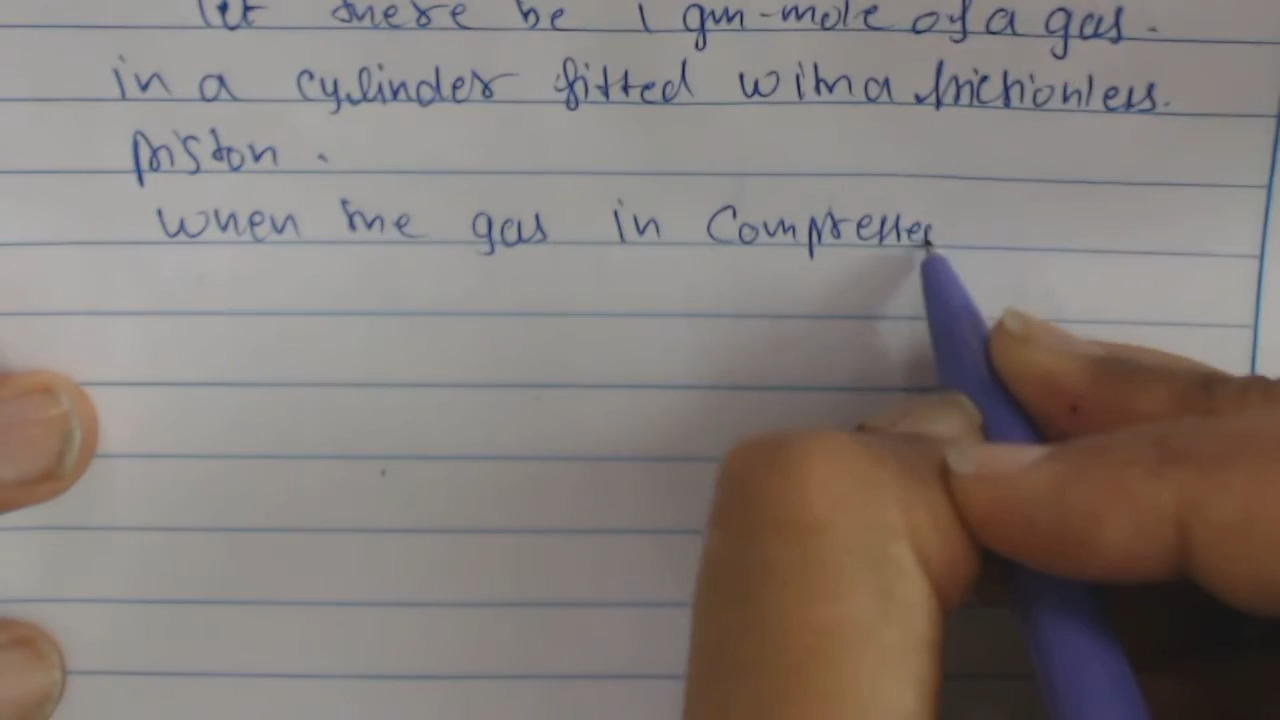 let there be 1 gm-mole of a gas.
in a cylinder fitted with a frictionless.
piston.
when the gas in Compresse